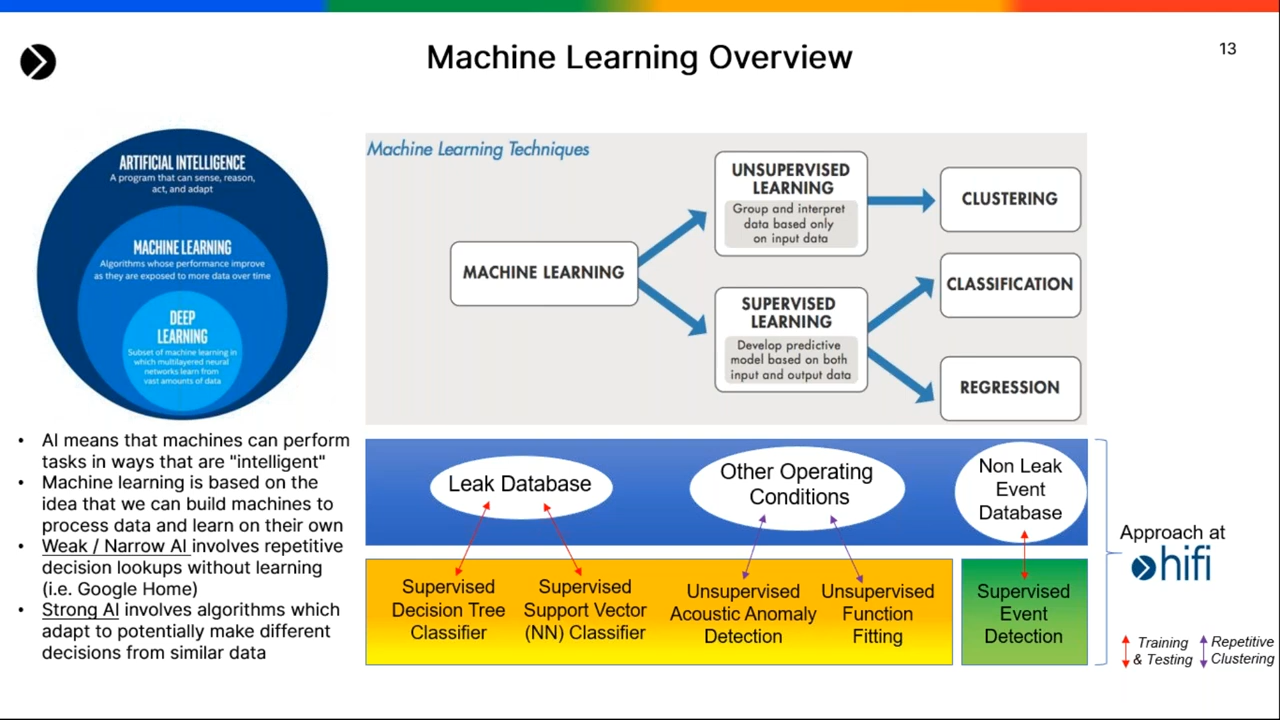 Machine Learning Overview
13
ARTIFICIAL INTELLIGENCE
A program that can sense, reason,
act, and adapt
MACHINE LEARNING
Algorithms whose performance improve
as they are exposed to more data over time
DEEP
LEARNING
Subset of machine learning in
which multilayered neural
networks learn from
vast amounts of data
• AI means that machines can perform
tasks in ways that are "intelligent"
• Machine learning is based on the
idea that we can build machines to
process data and learn on their own
• Weak / Narrow AI involves repetitive
decision lookups without learning
(i.e. Google Home)
• Strong AI involves algorithms which
adapt to potentially make different
decisions from similar data
Machine Learning Techniques
MACHINE LEARNING
UNSUPERVISED
LEARNING
Group and interpret
data based only
on input data
CLUSTERING
SUPERVISED
LEARNING
Develop predictive
model based on both
input and output data
CLASSIFICATION
REGRESSION
Leak Database
Other Operating
Conditions
Non Leak
Event
Database
Supervised
Decision Tree
Classifier
Supervised
Support Vector
(NN) Classifier
Unsupervised
Acoustic Anomaly
Detection
Unsupervised
Function
Fitting
Supervised
Event
Detection
Approach at
hifi
Training
& Testing
Repetitive
Clustering